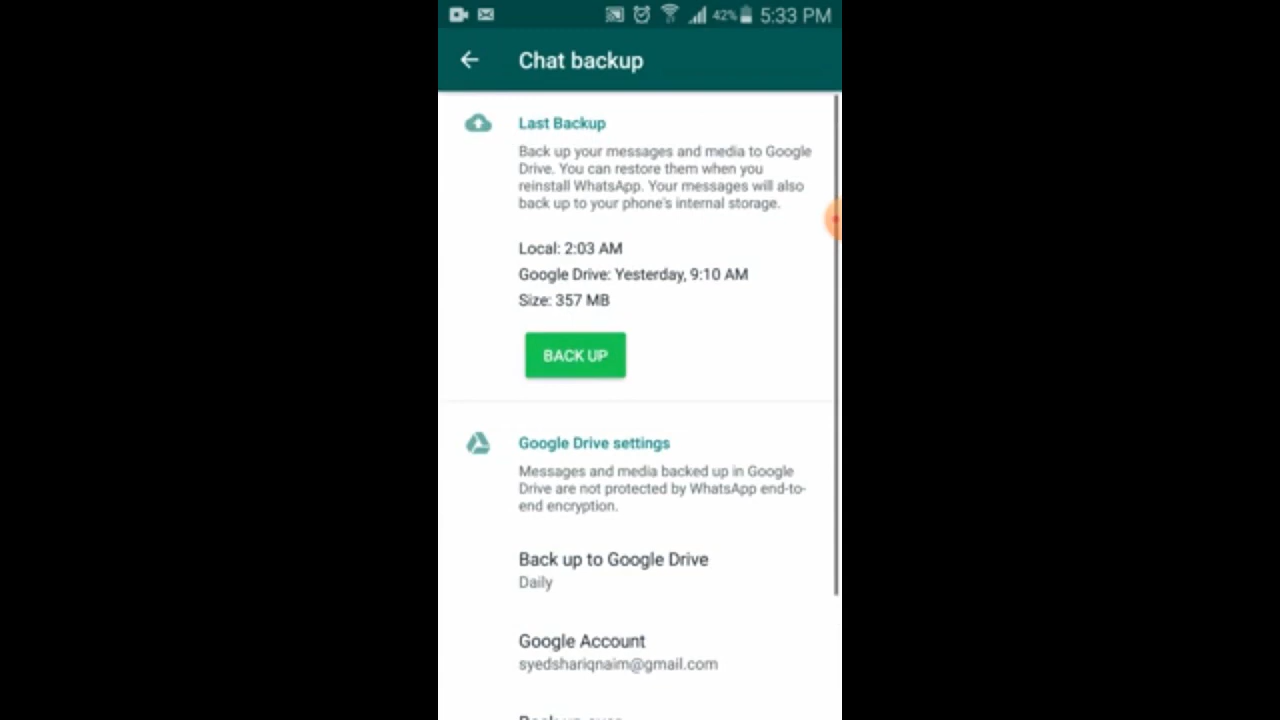 42% 5:33 PM
Chat backup
Last Backup
Back up your messages and media to Google
Drive. You can restore them when you
reinstall WhatsApp. Your messages will also
back up to your phone's internal storage.
Local: 2:03 AM
Google Drive: Yesterday, 9:10 AM
Size: 357 MB
BACK UP
Google Drive settings
Messages and media backed up in Google
Drive are not protected by WhatsApp end-to-
end encryption.
Back up to Google Drive
Daily
Google Account
syedshariqnaim@gmail.com